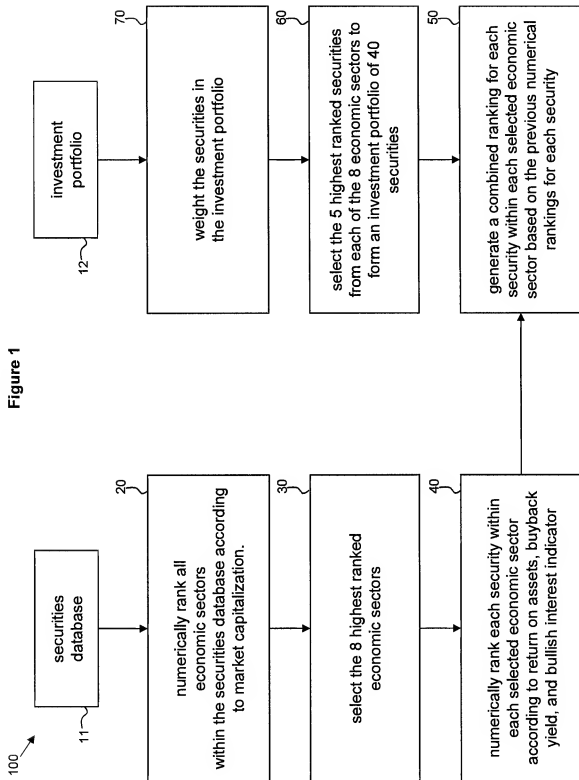 Figure 1
100
11
securities
database
20
numerically rank all
economic sectors
within the securities database according
to market capitalization.
30
select the 8 highest ranked
economic sectors
40
numerically rank each security within
each selected economic sector
according to return on assets, buyback
yield, and bullish interest indicator
12
investment
portfolio
70
weight the securities in
the investment portfolio
60
select the 5 highest ranked securities
from each of the 8 economic sectors to
form an investment portfolio of 40
securities
50
generate a combined ranking for each
security within each selected economic
sector based on the previous numerical
rankings for each security